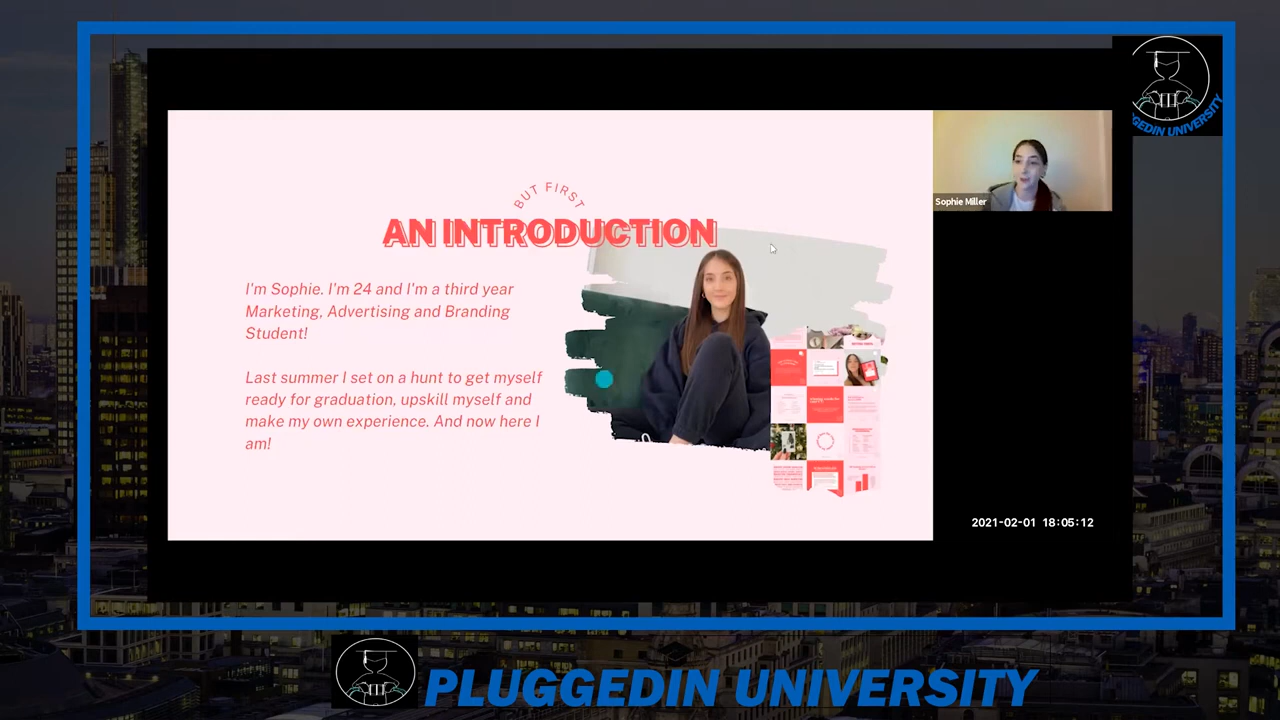 GEDIN UNIVERSITY
BUT FIRST
AN INTRODUCTION
I'm Sophie. I'm 24 and I'm a third year
Marketing, Advertising and Branding
Student!
Last summer I set on a hunt to get myself
ready for graduation, upskill myself and
make my own experience. And now here I
am!
Sophie Miller
2021-02-01 18:05:12
PLUGGEDIN UNIVERSITY